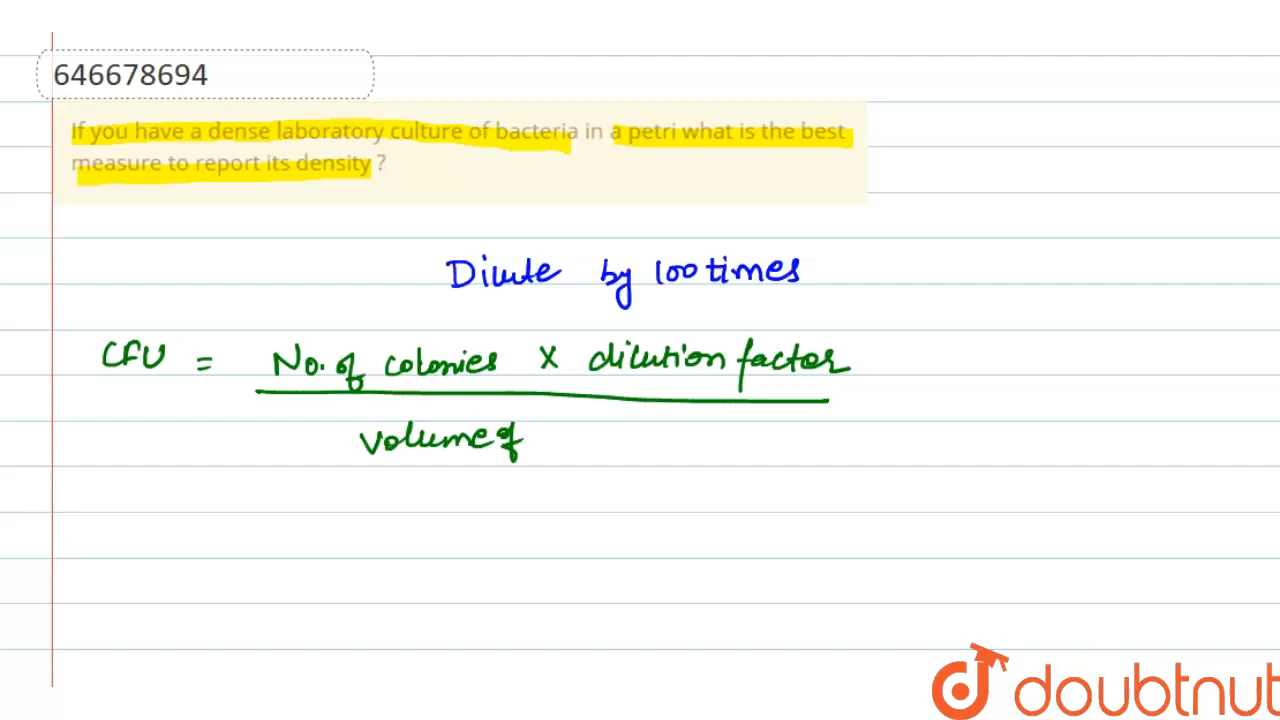 646678694
If you have a dense laboratory culture of bacteria in a petri what is the best
measure to report its density ?
Dilute by 100 times
CFU = No. of colonies X dilution factor
volume of
doubtnut